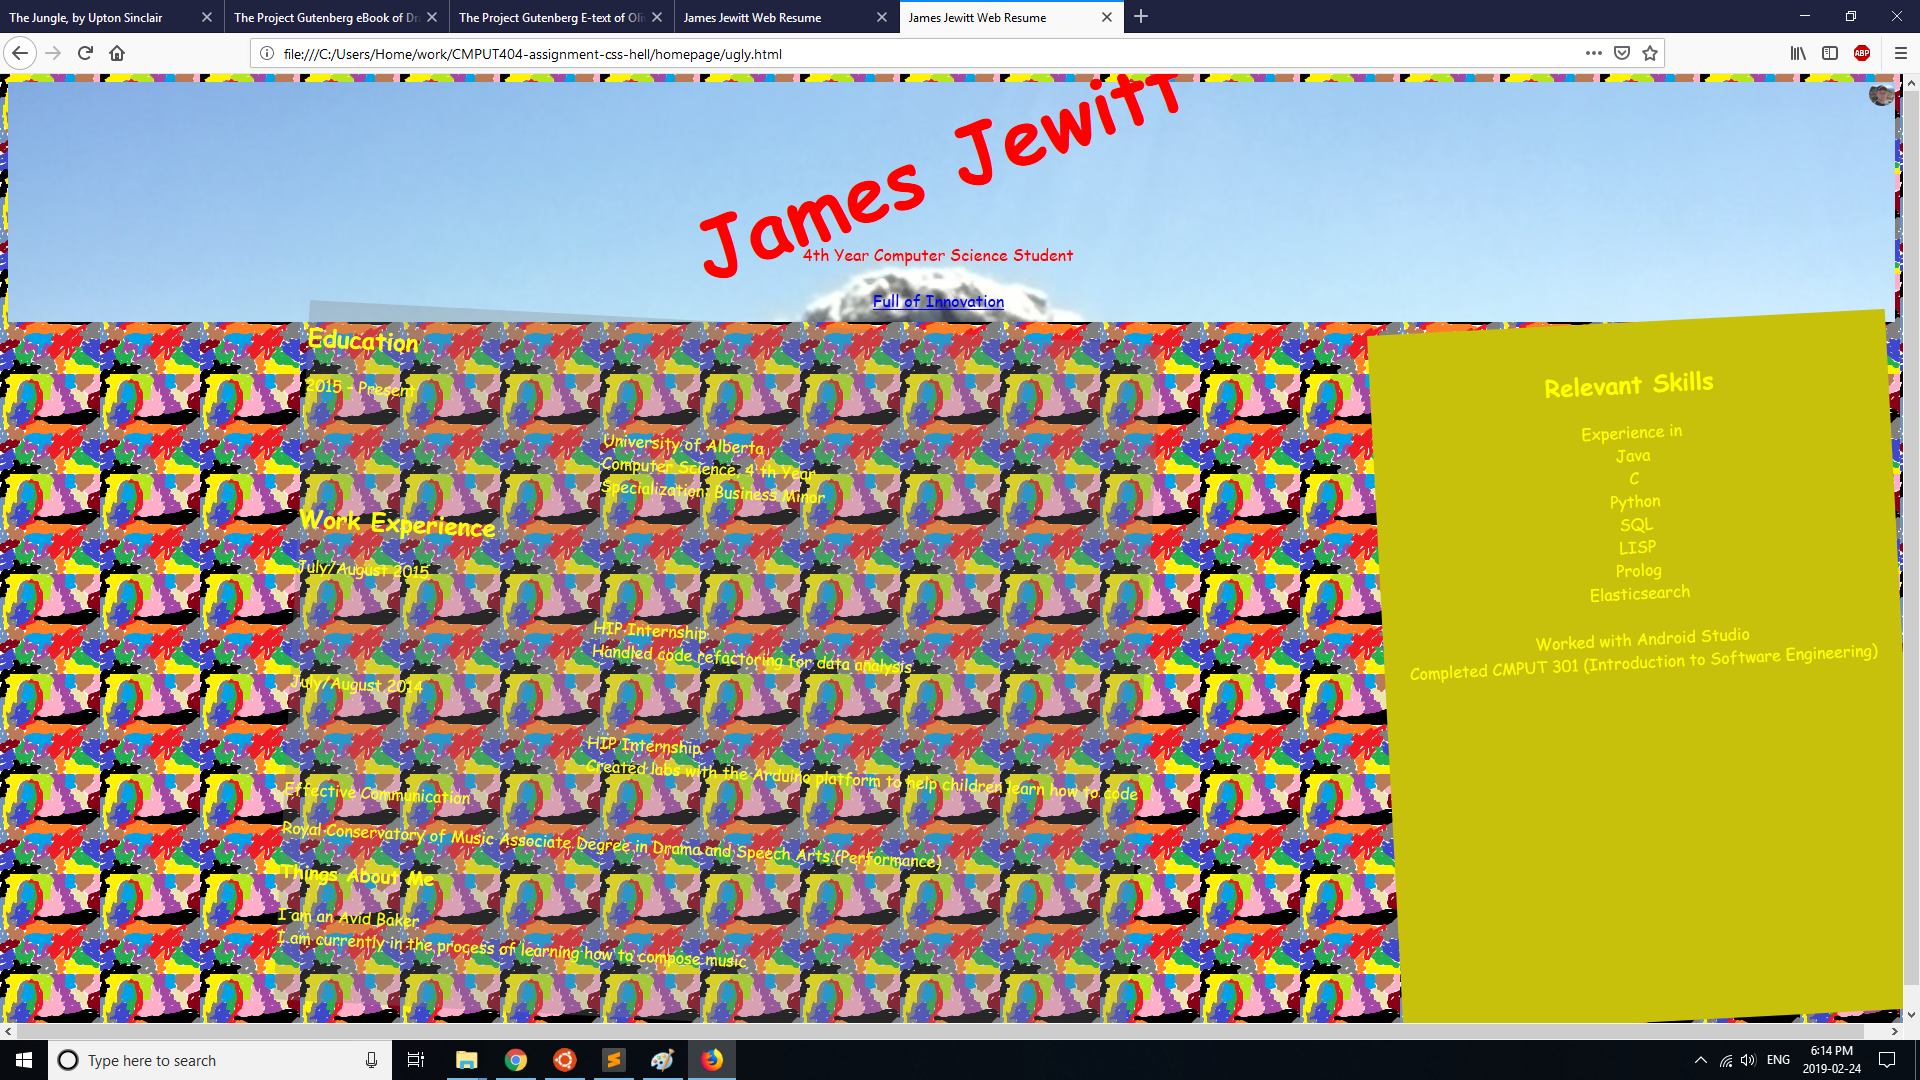 The Jungle, by Upton Sinclair
The Project Gutenberg eBook of Dra
The Project Gutenberg E-text of Oli
James Jewitt Web Resume
James Jewitt Web Resume
file:///C:/Users/Home/work/CMPUT404-assignment-css-hell/homepage/ugly.html
ABP
James Jewitt
4th Year Computer Science Student
Full of Innovation
Education
2015 - Present
University of Alberta
Computer Science, 4 th Year
Specialization: Business Minor
Work Experience
July/August 2015
HIP Internship
Handled code refactoring for data analysis
July/August 2014
HIP Internship
Created labs with the Arduino platform to help children learn how to code
Effective Communication
Royal Conservatory of Music Associate Degree in Drama and Speech Arts (Performance)
Things About Me
I am an Avid Baker
I am currently in the process of learning how to compose music
Relevant Skills
Experience in
Java
C
Python
SQL
LISP
Prolog
Elasticsearch
Worked with Android Studio
Completed CMPUT 301 (Introduction to Software Engineering)
Type here to search
ENG
6:14 PM
2019-02-24